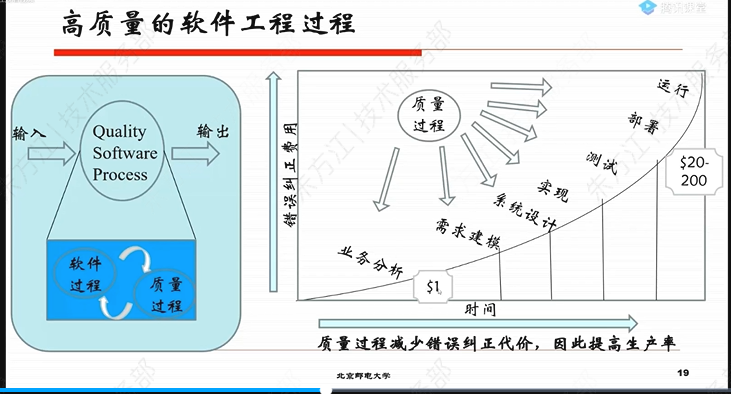 高质量的软件工程过程
腾讯课堂
输入
Quality
Software
Process
输出
软件
过程
质量
过程
错误纠正费用
质量
过程
运行
部署
测试
实现
系统设计
需求建模
业务分析
$20-
200
$1
时间
质量过程减少错误纠正代价，因此提高生产率
北京邮电大学
19